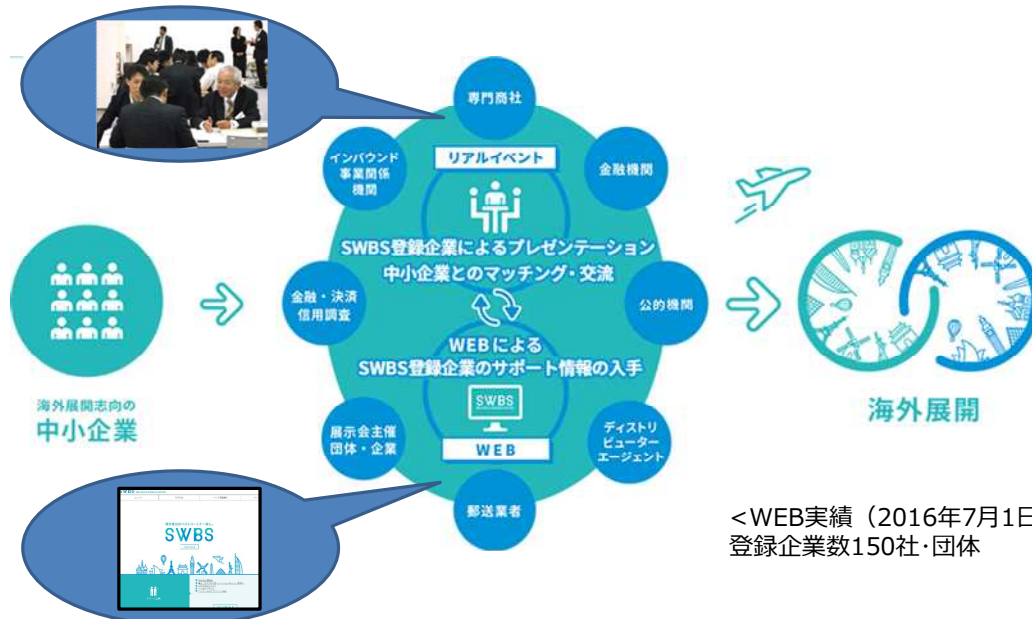 専門商社
インバウンド
事業関係
機関
リアルイベント
金融機関
SWBS登録企業によるプレゼンテーション
中小企業とのマッチング・交流
金融・決済
信用調査
公的機関
WEBによる
SWBS登録企業のサポート情報の入手
SWBS
海外展開志向の
中小企業
海外展開
展示会主催
団体・企業
WEB
ディストリ
ビューター
エージェント
郵送業者
SWBS
<WEB実績（2016年7月1日
登録企業数150社・団体